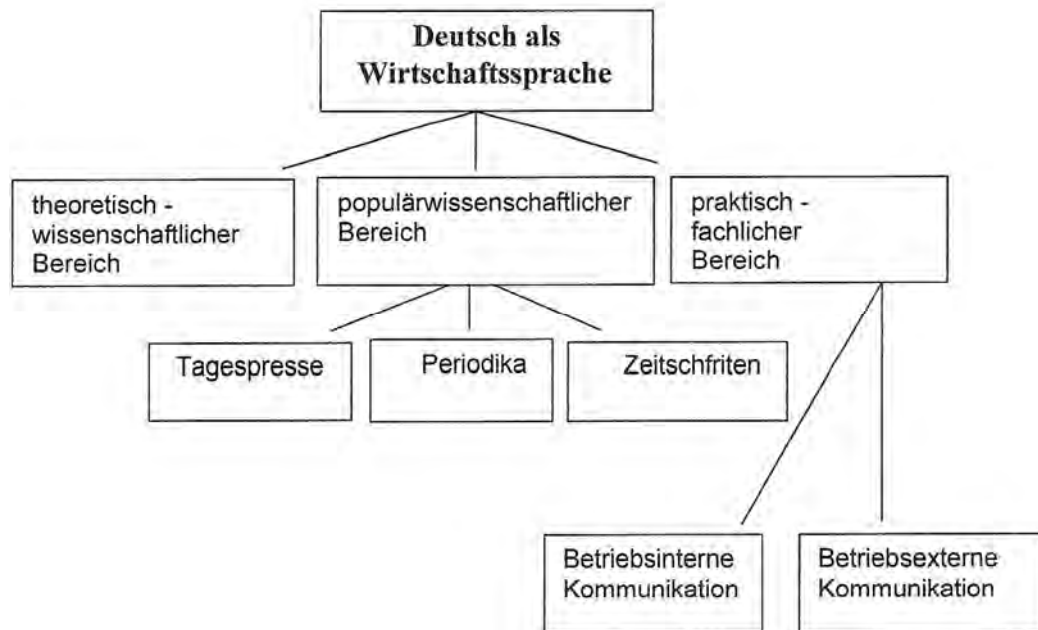 Deutsch als
Wirtschaftssprache
theoretisch -
wissenschaftlicher
Bereich
populärwissenschaftlicher
Bereich
praktisch -
fachlicher
Bereich
Tagespresse
Periodika
Zeitschfriten
Betriebsinterne
Kommunikation
Betriebsexterne
Kommunikation